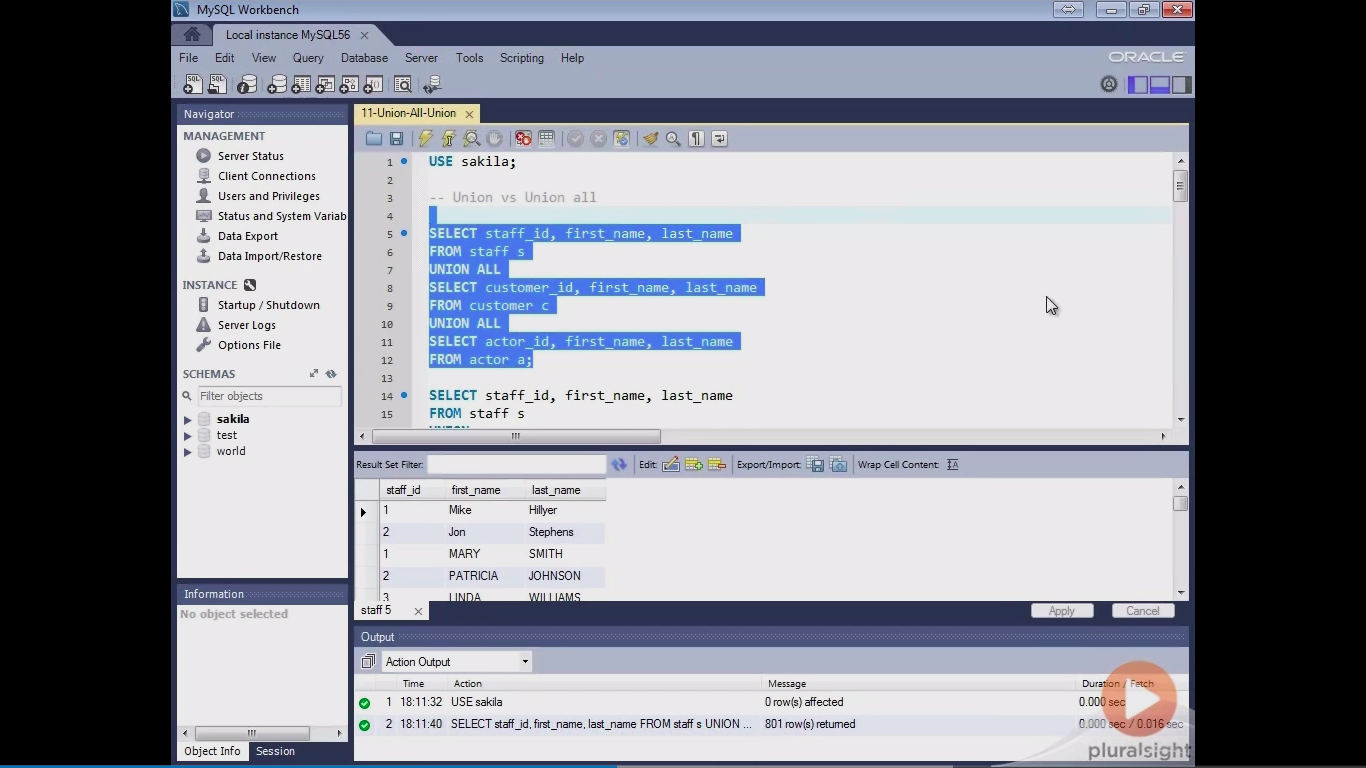 MySQL Workbench
Local instance MySQL56
File Edit View Query Database Server Tools Scripting Help
ORACLE
Navigator
MANAGEMENT
Server Status
Client Connections
Users and Privileges
Status and System Variab
Data Export
Data Import/Restore
INSTANCE
Startup / Shutdown
Server Logs
Options File
SCHEMAS
Filter objects
sakila
test
world
Information
No object selected
Object Info Session
11-Union-All-Union
1 USE sakila;
2
3 -- Union vs Union all
4
5 SELECT staff_id, first_name, last_name
6 FROM staff s
7 UNION ALL
8 SELECT customer_id, first_name, last_name
9 FROM customer c
10 UNION ALL
11 SELECT actor_id, first_name, last_name
12 FROM actor a;
13
14 SELECT staff_id, first_name, last_name
15 FROM staff s
UNION
Result Set Filter: Edit: Export/Import: Wrap Cell Content:
staff_id first_name last_name
1 Mike Hillyer
2 Jon Stephens
1 MARY SMITH
2 PATRICIA JOHNSON
3 LINDA WILLIAMS
staff 5
Apply Cancel
Output
Action Output
Time Action Message Duration / Fetch
1 18:11:32 USE sakila 0 row(s) affected 0.000 sec
2 18:11:40 SELECT staff_id, first_name, last_name FROM staff s UNION ... 801 row(s) returned 0.000 sec / 0.016 sec
pluralsight